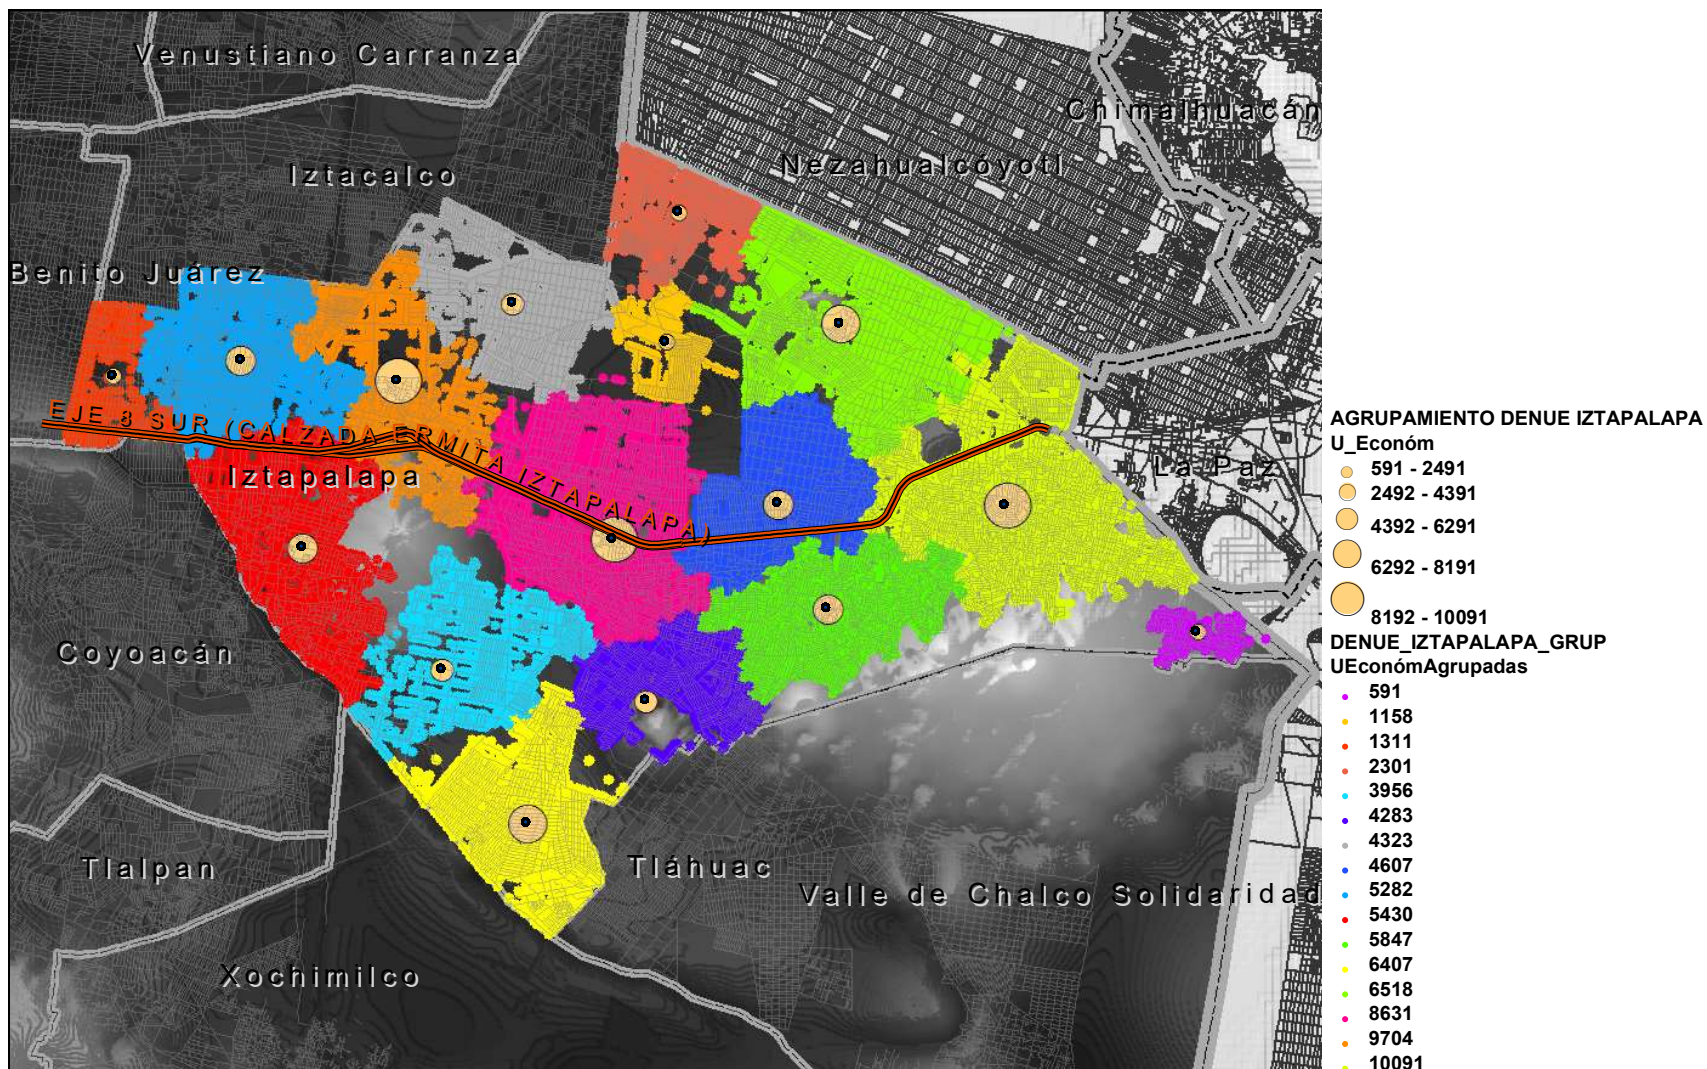 Venustiano Carranza
Chimalhuacán
Nezahualcóyotl
Iztacalco
Benito Juárez
EJE 8 SUR (CALZADA ERMITA IZTAPALAPA)
Iztapalapa
La Paz
Coyoacán
Tlalpan
Tláhuac
Valle de Chalco Solidaridad
Xochimilco
AGRUPAMIENTO DENUE IZTAPALAPA
U_Económ
591 - 2491
2492 - 4391
4392 - 6291
6292 - 8191
8192 - 10091
DENUE_IZTAPALAPA_GRUP
UEconómAgrupadas
591
1158
1311
2301
3956
4283
4323
4607
5282
5430
5847
6407
6518
8631
9704
10091